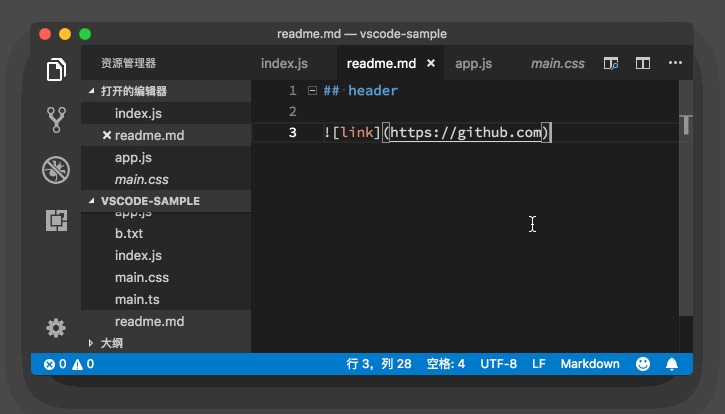 readme.md — vscode-sample
资源管理器
index.js
readme.md
app.js
main.css
打开的编辑器
index.js
readme.md
app.js
main.css
VSCODE-SAMPLE
app.js
b.txt
index.js
main.css
main.ts
readme.md
大纲
1 ## header
2
3 ![link](https://github.com)
0 0 行 3，列 28 空格: 4 UTF-8 LF Markdown